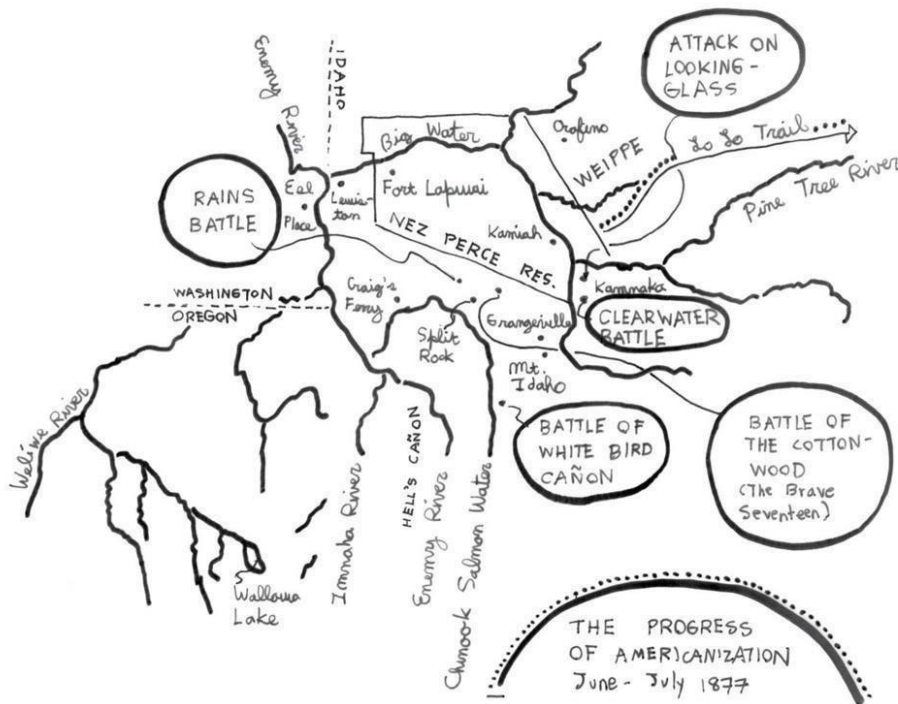 ATTACK ON
LOOKING-
GLASS
IDAHO
Enemy
River
Big Water
Orofino
Lo Lo Trail
WEIPPE
Pine Tree River
RAINS
BATTLE
Eel
Place
Lewis-
ton
Fort Lapwai
NEZ PERCE RES.
Kamiah
Kamnaka
WASHINGTON
OREGON
Craig's
Ferry
Split
Rock
Grangeville
CLEARWATER
BATTLE
Mt.
Idaho
Welíwe River
HELL'S CAÑON
BATTLE OF
WHITE BIRD
CAÑON
BATTLE OF
THE COTTON-
WOOD
(The Brave
Seventeen)
Imnaha River
Enemy River
Chinook Salmon Water
Wallowa
Lake
THE PROGRESS
OF AMERICANIZATION
June - July 1877